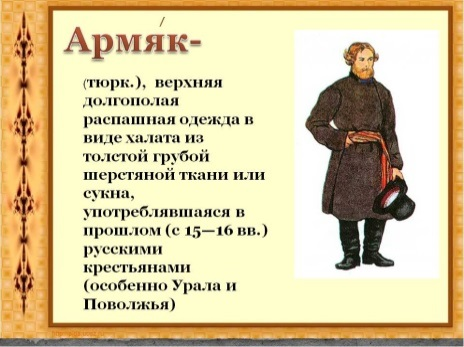 Армяк-
(тюрк.), верхняя
долгополая
распашная одежда в
виде халата из
толстой грубой
шерстяной ткани или
сукна,
употреблявшаяся в
прошлом (с 15—16 вв.)
русскими
крестьянами
(особенно Урала и
Поволжья)